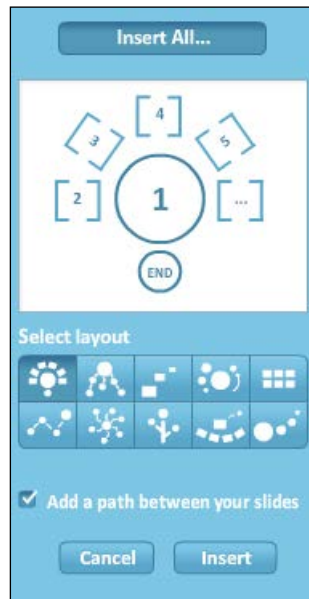 Insert All...
4
3
5
2
1
...
END
Select layout
Add a path between your slides
Cancel
Insert